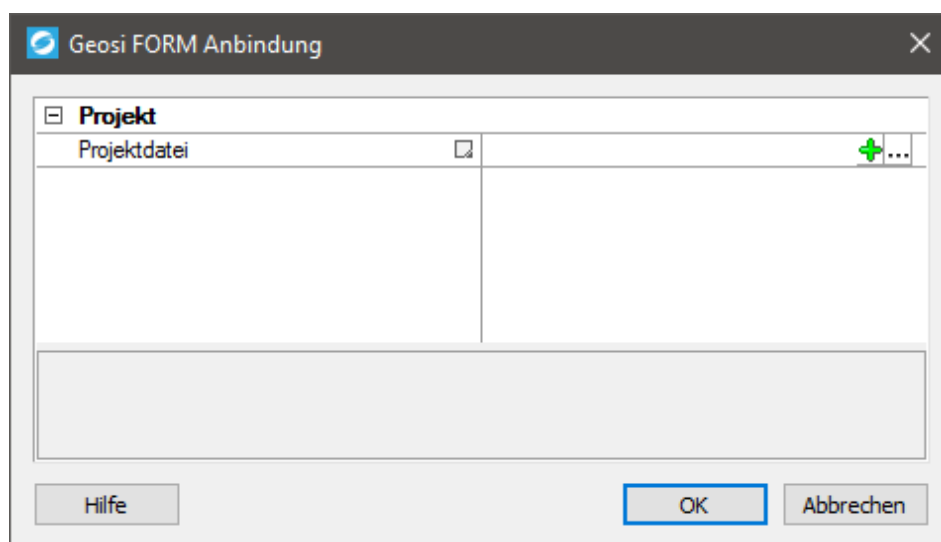 Geosi FORM Anbindung
Projekt
Projektdatei
...
Hilfe OK Abbrechen